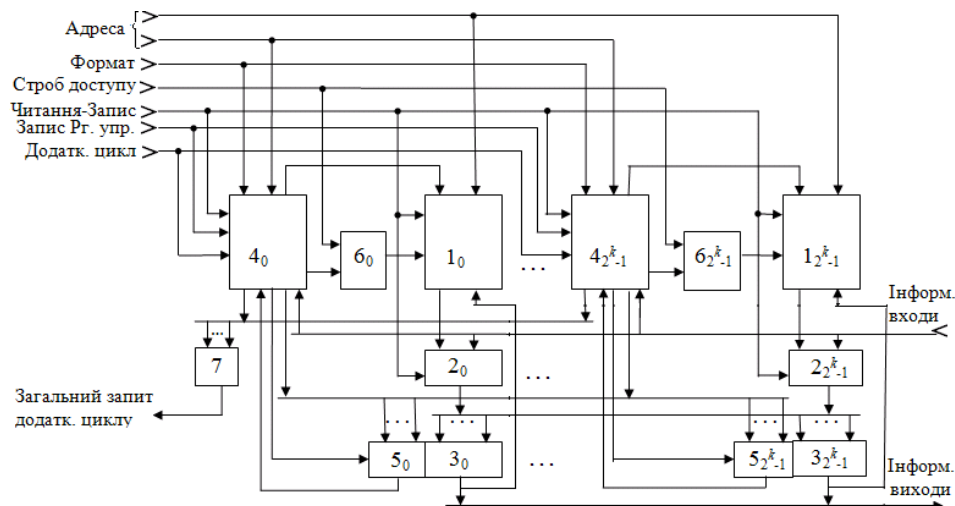 Адреса
Формат
Строб доступу
Читання-Запис
Запис Рг. упр.
Додатк. цикл
4₀ 6₀ 1₀ ... 4₂ᵏ₋₁ 6₂ᵏ₋₁ 1₂ᵏ₋₁
Інформ.
входи
... 
7 2₀ ... 2₂ᵏ₋₁
Загальний запит
додатк. циклу
... ... ... ...
5₀ 3₀ ... 5₂ᵏ₋₁ 3₂ᵏ₋₁
Інформ.
виходи